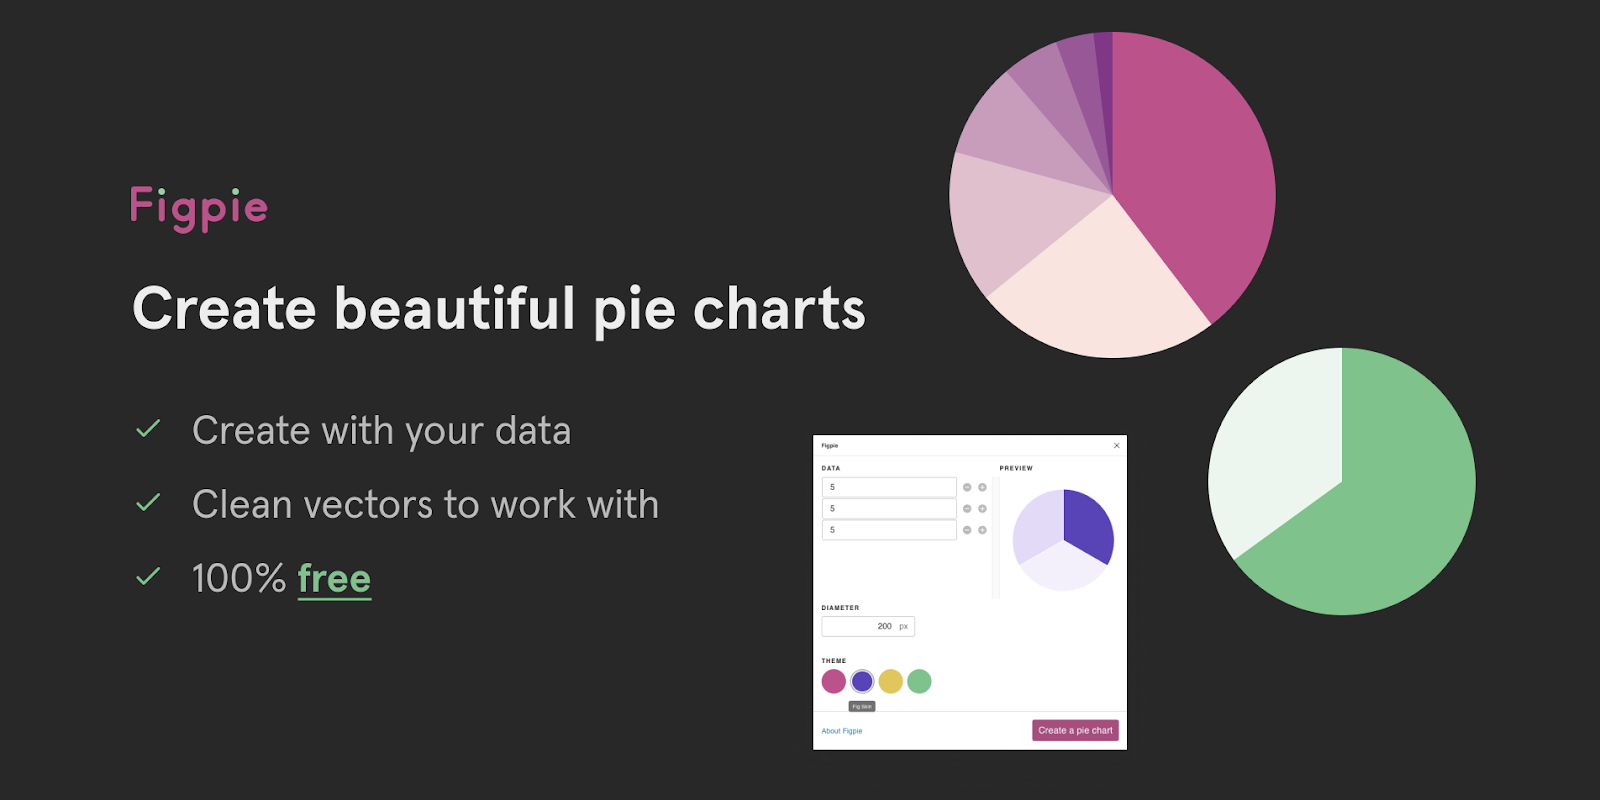 Figpie
Create beautiful pie charts
Create with your data
Clean vectors to work with
100% free
Figpie
DATA
PREVIEW
5
5
5
DIAMETER
200 px
THEME
Fig Skin
About Figpie
Create a pie chart